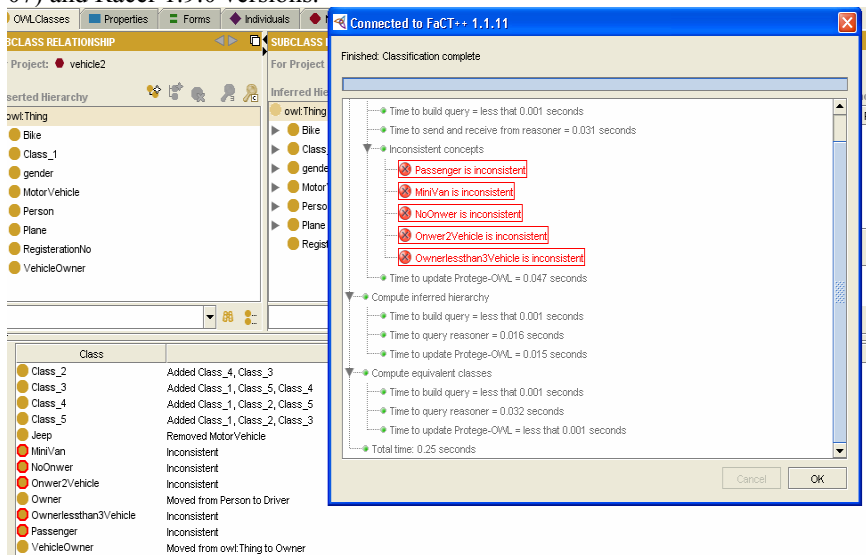 07) and Racer 1.9.0 versions.
OWLClasses Properties Forms Individuals
BCLASS RELATIONSHIP
Project: vehicle2
serted Hierarchy
owl:Thing
Bike
Class_1
gender
MotorVehicle
Person
Plane
RegisterationNo
VehicleOwner
SUBCLASS
For Project
Inferred Hie
owl:Thing
Bike
Class_
gende
Motor
Perso
Plane
Regist
Connected to FaCT++ 1.1.11
Finished: Classification complete
Time to build query = less that 0.001 seconds
Time to send and receive from reasoner = 0.031 seconds
Inconsistent concepts
Passenger is inconsistent
MiniVan is inconsistent
NoOnwer is inconsistent
Onwer2Vehicle is inconsistent
Ownerlessthan3Vehicle is inconsistent
Time to update Protege-OWL = 0.047 seconds
Compute inferred hierarchy
Time to build query = less that 0.001 seconds
Time to query reasoner = 0.016 seconds
Time to update Protege-OWL = 0.015 seconds
Compute equivalent classes
Time to build query = less that 0.001 seconds
Time to query reasoner = 0.032 seconds
Time to update Protege-OWL = less that 0.001 seconds
Total time: 0.25 seconds
Cancel OK
Class
Class_2 Added Class_4, Class_3
Class_3 Added Class_1, Class_5, Class_4
Class_4 Added Class_1, Class_2, Class_5
Class_5 Added Class_1, Class_2, Class_3
Jeep Removed MotorVehicle
MiniVan Inconsistent
NoOnwer Inconsistent
Onwer2Vehicle Inconsistent
Owner Moved from Person to Driver
Ownerlessthan3Vehicle Inconsistent
Passenger Inconsistent
VehicleOwner Moved from owl:Thing to Owner